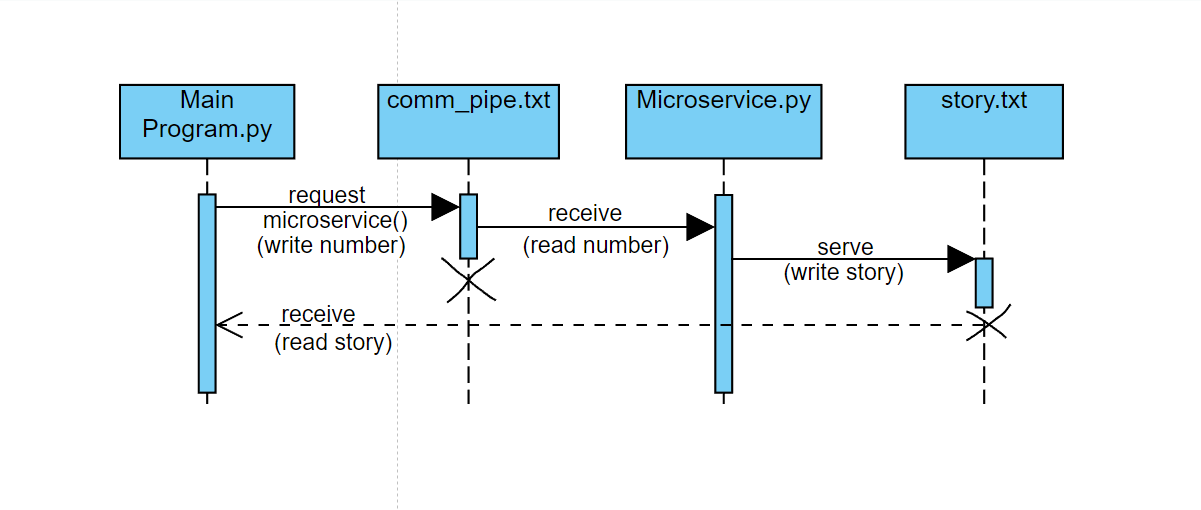 Main
Program.py
comm_pipe.txt
Microservice.py
story.txt
request
microservice()
(write number)
receive
(read number)
serve
(write story)
receive
(read story)